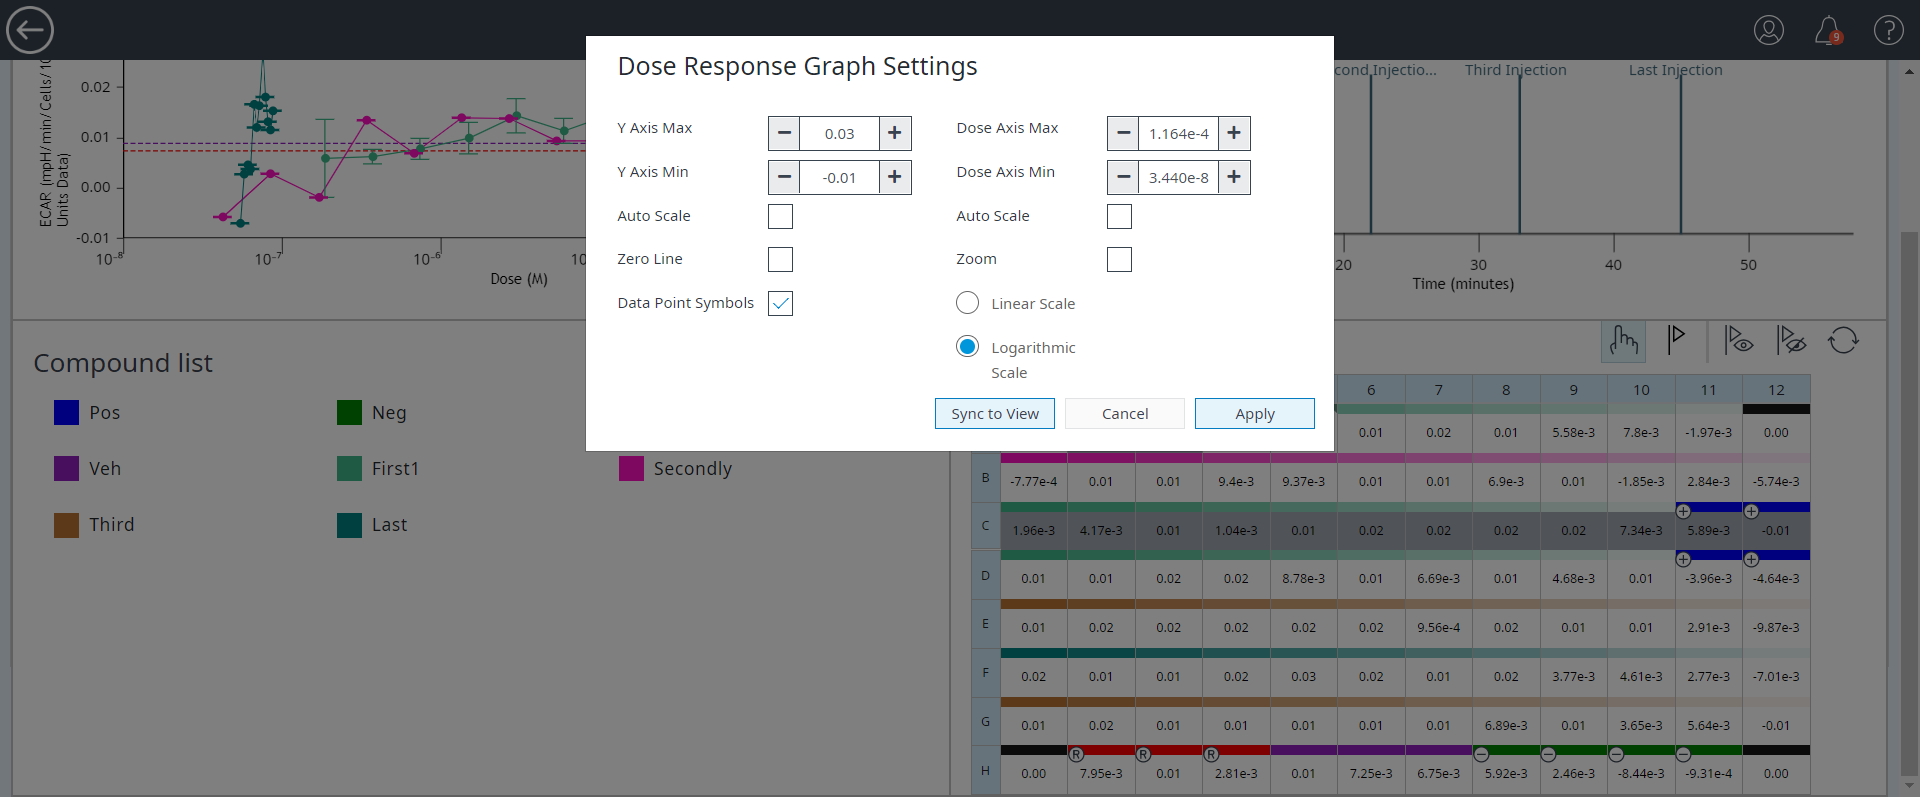 9
?
Dose Response Graph Settings
Y Axis Max
0.03
Dose Axis Max
1.164e-4
Y Axis Min
-0.01
Dose Axis Min
3.440e-8
Auto Scale
Auto Scale
Zero Line
Zoom
Data Point Symbols
Linear Scale
Logarithmic
Scale
Sync to View
Cancel
Apply
ECAR (mpH/min/min/Cells/10
Units Data)
0.02
0.01
0.00
-0.01
10⁻⁸
10⁻⁷
10⁻⁶
10
Dose (M)
cond Injectio...
Third Injection
Last Injection
20
30
40
50
Time (minutes)
Compound list
Pos
Neg
Veh
First1
Secondly
Third
Last
6 7 8 9 10 11 12
0.01 0.02 0.01 5.58e-3 7.8e-3 -1.97e-3 0.00
B -7.77e-4 0.01 0.01 9.4e-3 9.37e-3 0.01 0.01 6.9e-3 0.01 -1.85e-3 2.84e-3 -5.74e-3
C 1.96e-3 4.17e-3 0.01 1.04e-3 0.01 0.02 0.02 0.02 0.02 7.34e-3 5.89e-3 -0.01
D 0.01 0.01 0.02 0.02 8.78e-3 0.01 6.69e-3 0.01 4.68e-3 0.01 -3.96e-3 -4.64e-3
E 0.01 0.02 0.02 0.02 0.02 0.02 9.56e-4 0.02 0.01 0.01 2.91e-3 -9.87e-3
F 0.02 0.01 0.01 0.02 0.03 0.02 0.01 0.02 3.77e-3 4.61e-3 2.77e-3 -7.01e-3
G 0.01 0.02 0.01 0.01 0.01 0.01 0.01 6.89e-3 0.01 3.65e-3 5.64e-3 -0.01
R R R
H 0.00 7.95e-3 0.01 2.81e-3 0.01 7.25e-3 6.75e-3 5.92e-3 2.46e-3 -8.44e-3 -9.31e-4 0.00